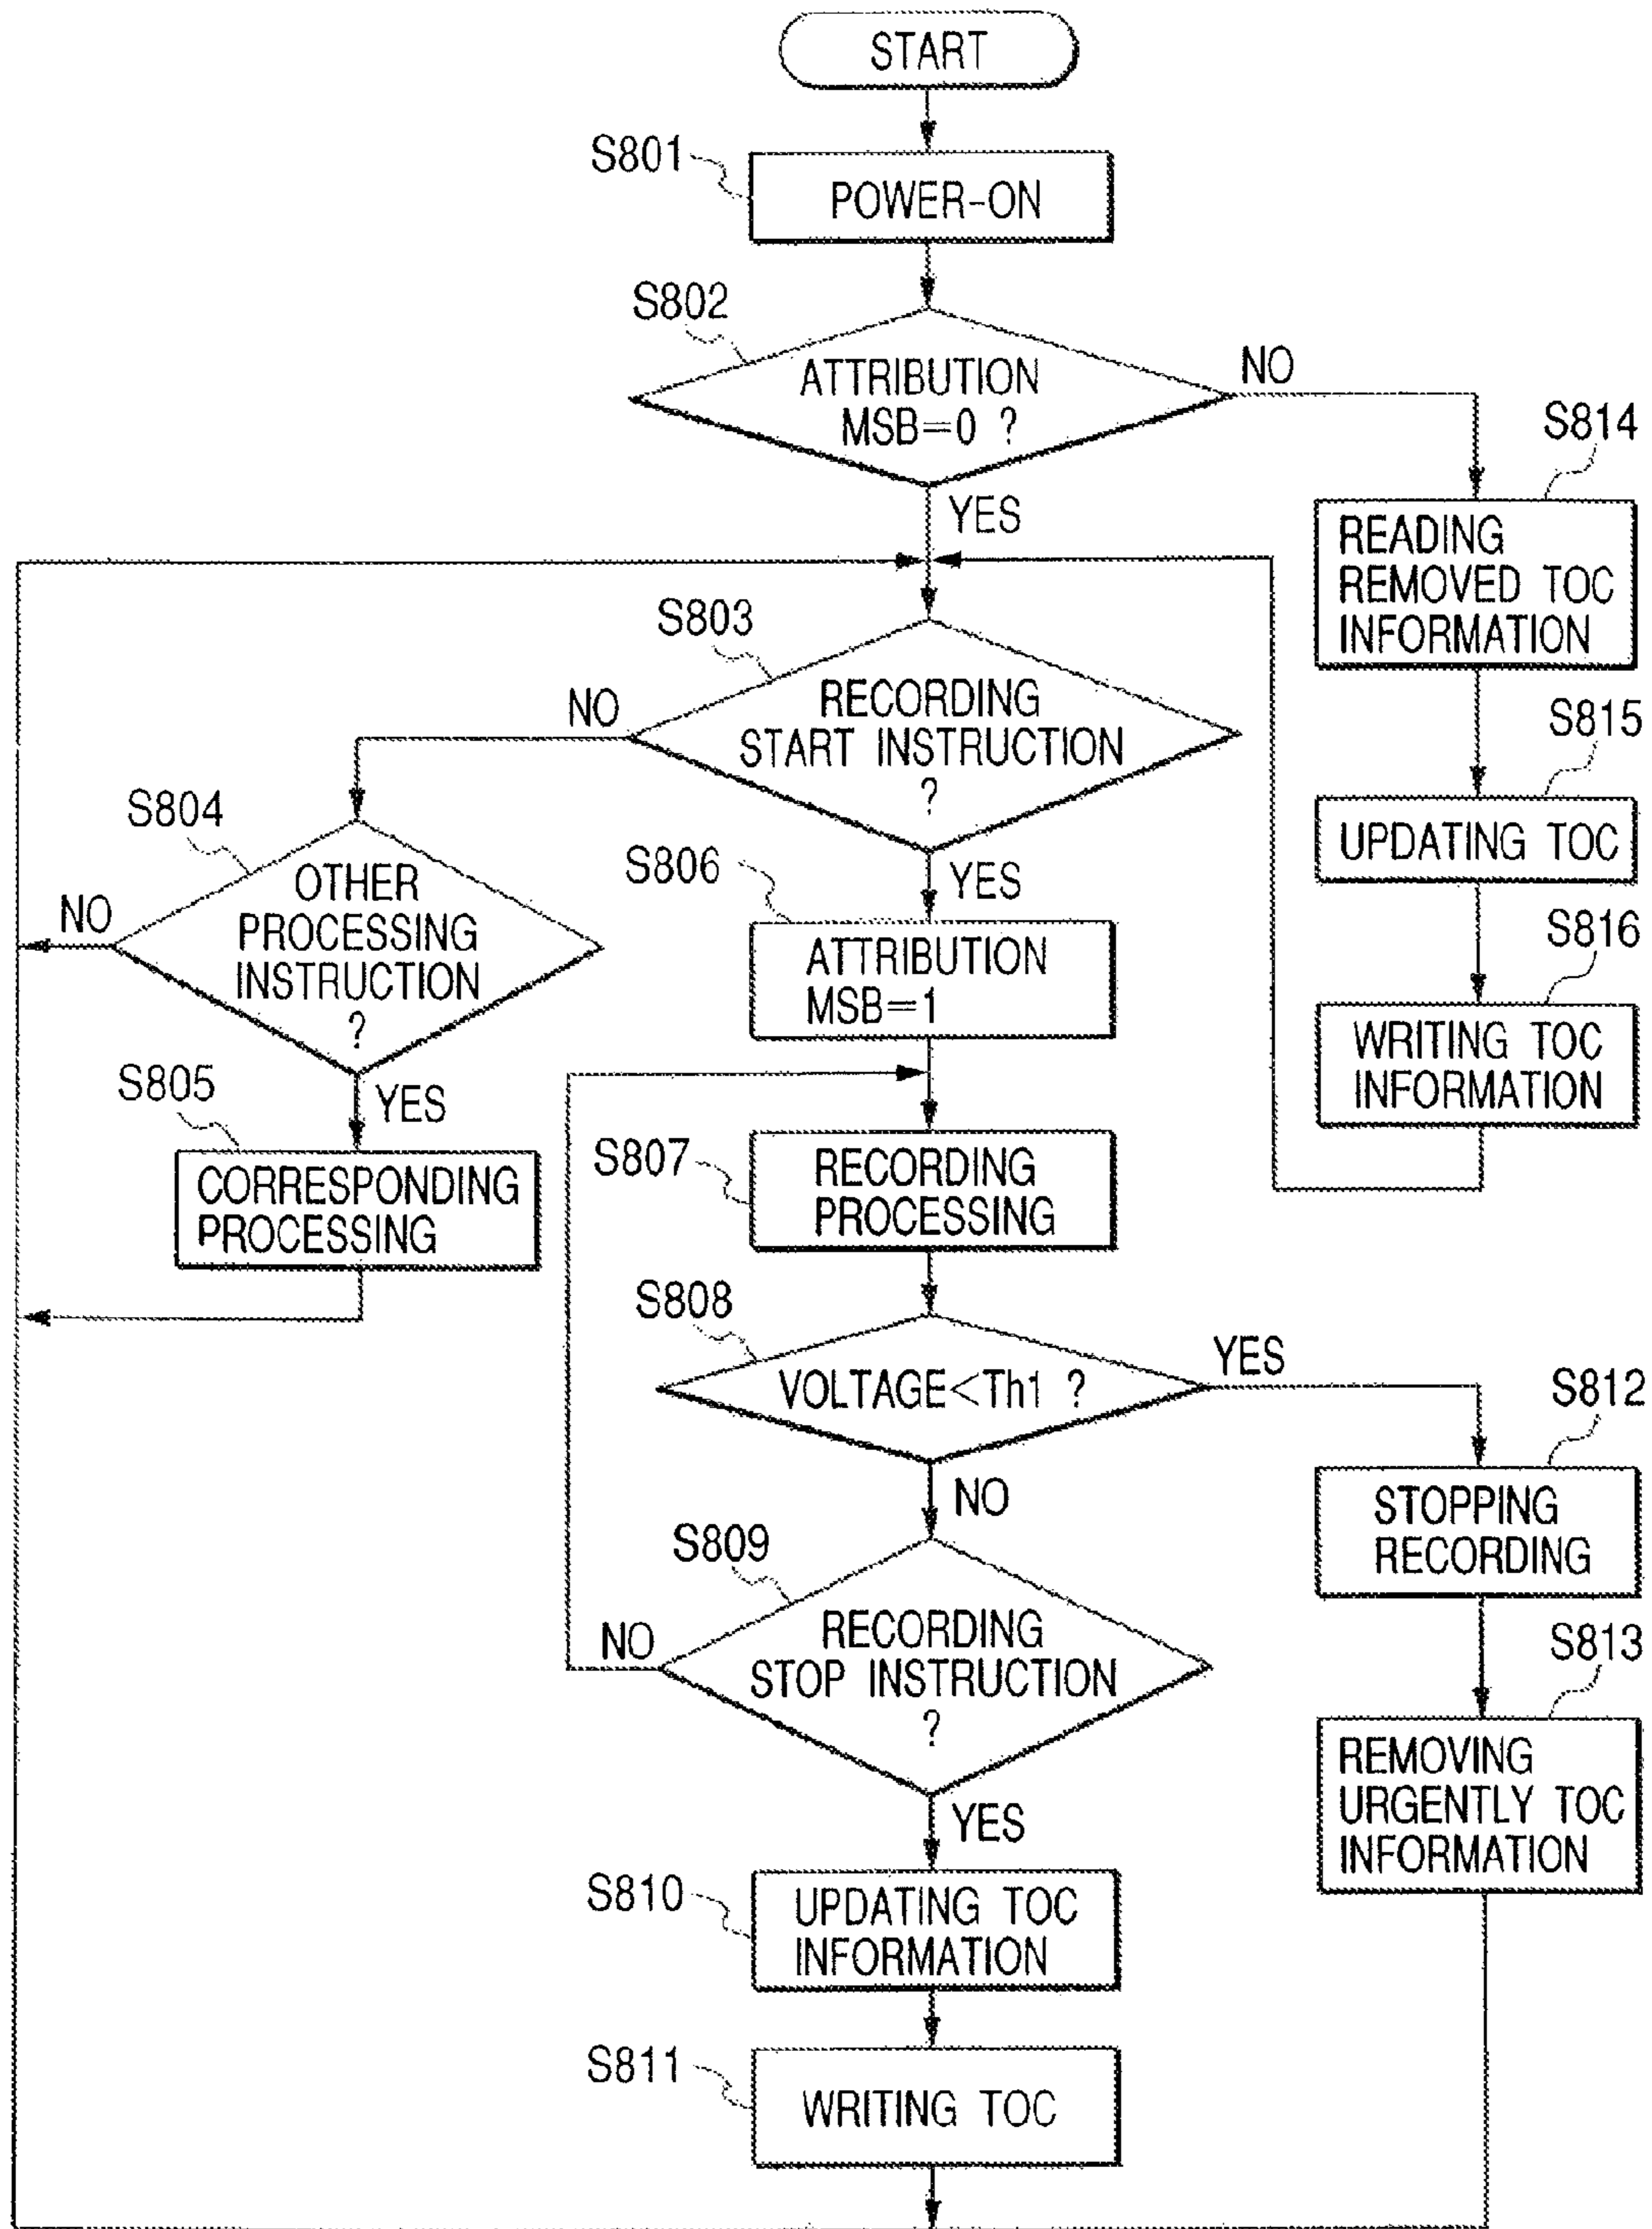 START
S801
POWER-ON
S802
ATTRIBUTION
MSB=0 ?
NO
YES
S814
READING
REMOVED TOC
INFORMATION
S803
RECORDING
START INSTRUCTION
?
NO
YES
S815
UPDATING TOC
S804
OTHER
PROCESSING
INSTRUCTION
?
NO
YES
S806
ATTRIBUTION
MSB=1
S816
WRITING TOC
INFORMATION
S805
CORRESPONDING
PROCESSING
S807
RECORDING
PROCESSING
S808
VOLTAGE<Th1 ?
YES
NO
S812
STOPPING
RECORDING
S809
RECORDING
STOP INSTRUCTION
?
NO
YES
S813
REMOVING
URGENTLY TOC
INFORMATION
S810
UPDATING TOC
INFORMATION
S811
WRITING TOC